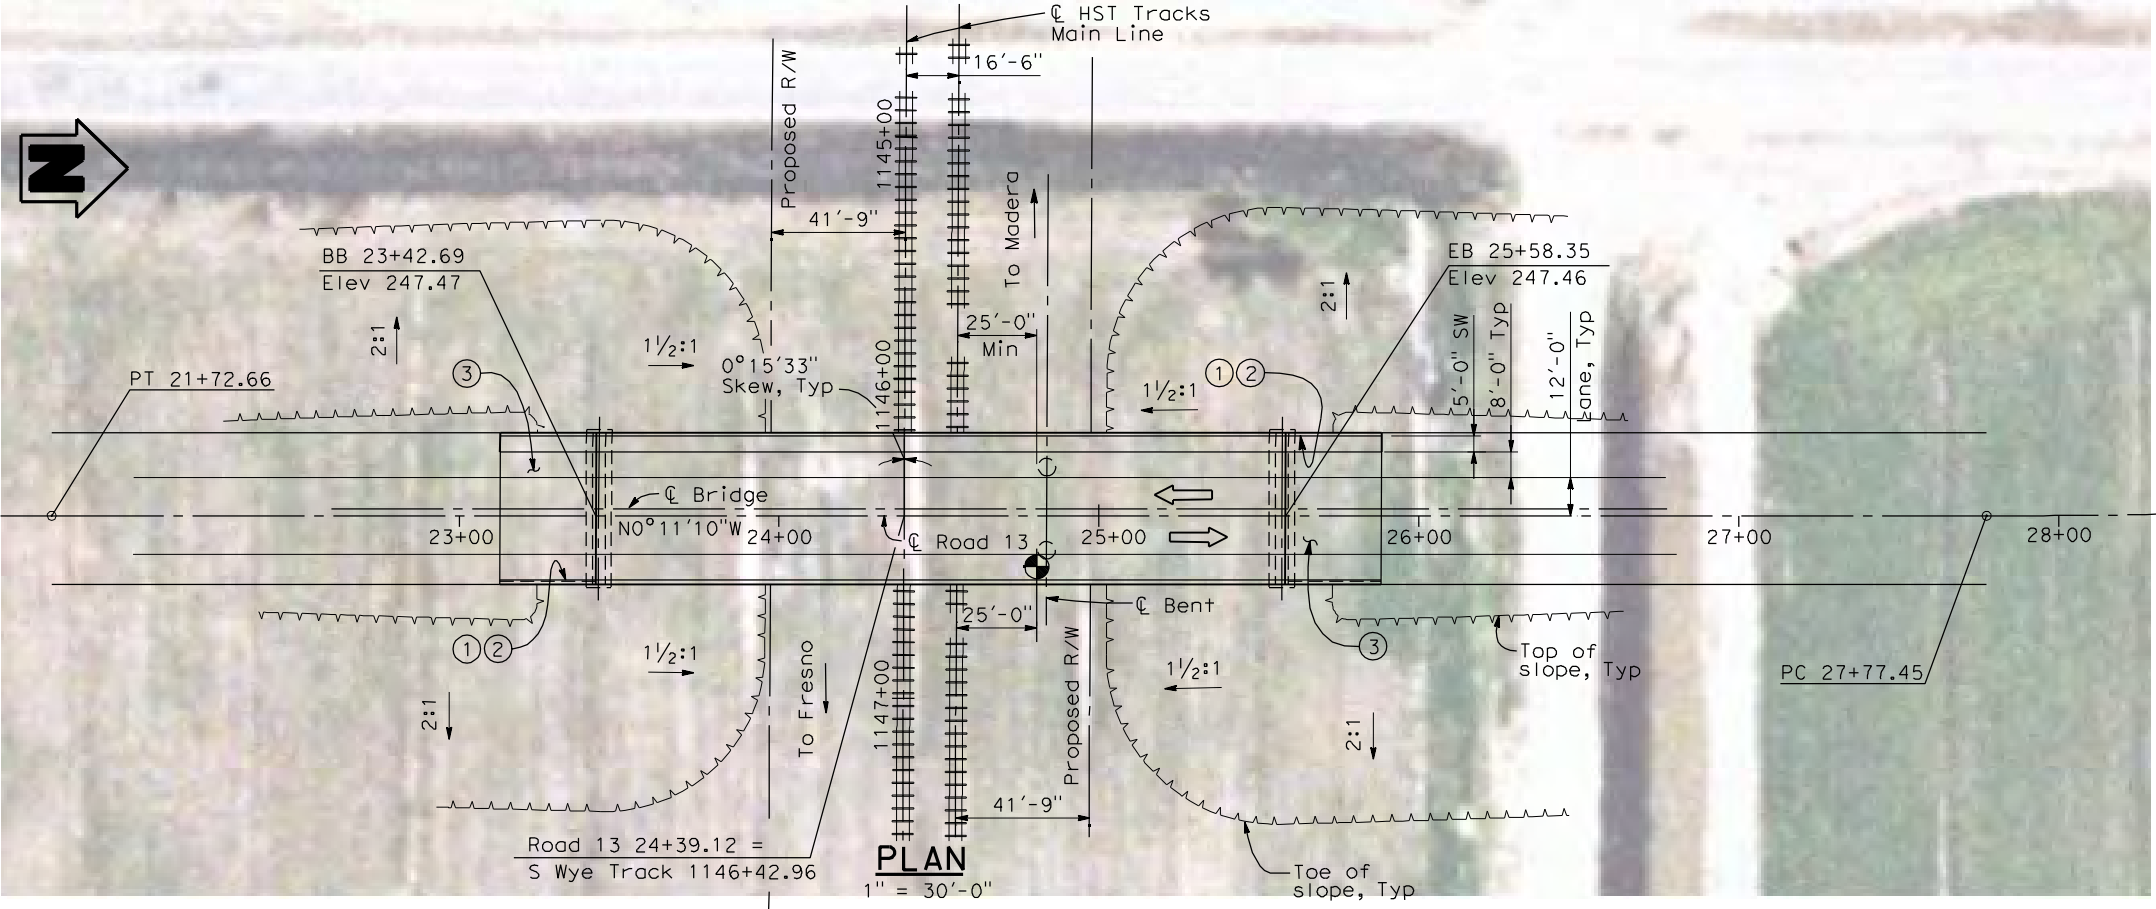 ℄ HST Tracks
Main Line
16'-6"
Proposed R/W
1145+00
N
To Madera
41'-9"
BB 23+42.69
Elev 247.47
EB 25+58.35
Elev 247.46
2:1
2:1
5'-0" SW
8'-0" Typ
12'-0"
Lane, Typ
25'-0"
Min
1½:1
0°15'33"
Skew, Typ
1146+00
PT 21+72.66
3
1 2
1½:1
℄ Bridge
N0°11'10"W
23+00
24+00
℄ Road 13
25+00
26+00
27+00
28+00
25'-0"
℄ Bent
1 2
3
1½:1
1½:1
Top of
slope, Typ
PC 27+77.45
To Fresno
1147+00
Proposed R/W
2:1
2:1
41'-9"
Road 13 24+39.12 =
S Wye Track 1146+42.96
PLAN
1" = 30'-0"
Toe of
slope, Typ